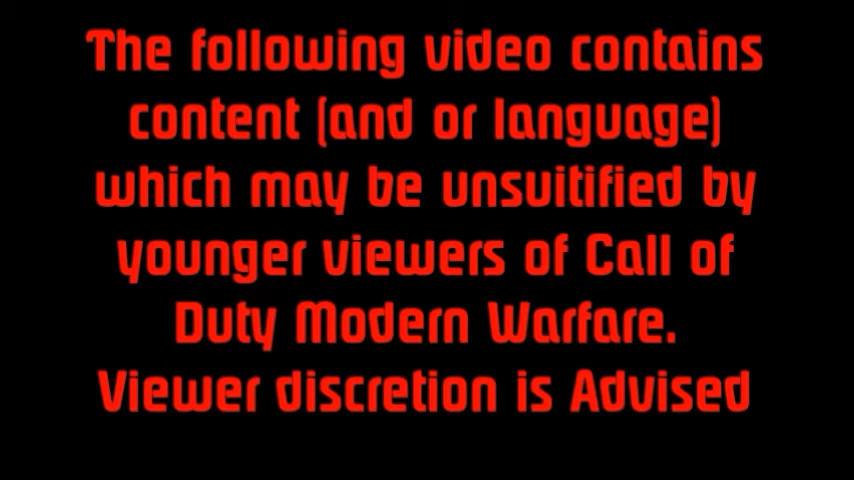 The following video contains
content (and or language)
which may be unsuitified by
younger viewers of Call of
Duty Modern Warfare.
Viewer discretion is Advised